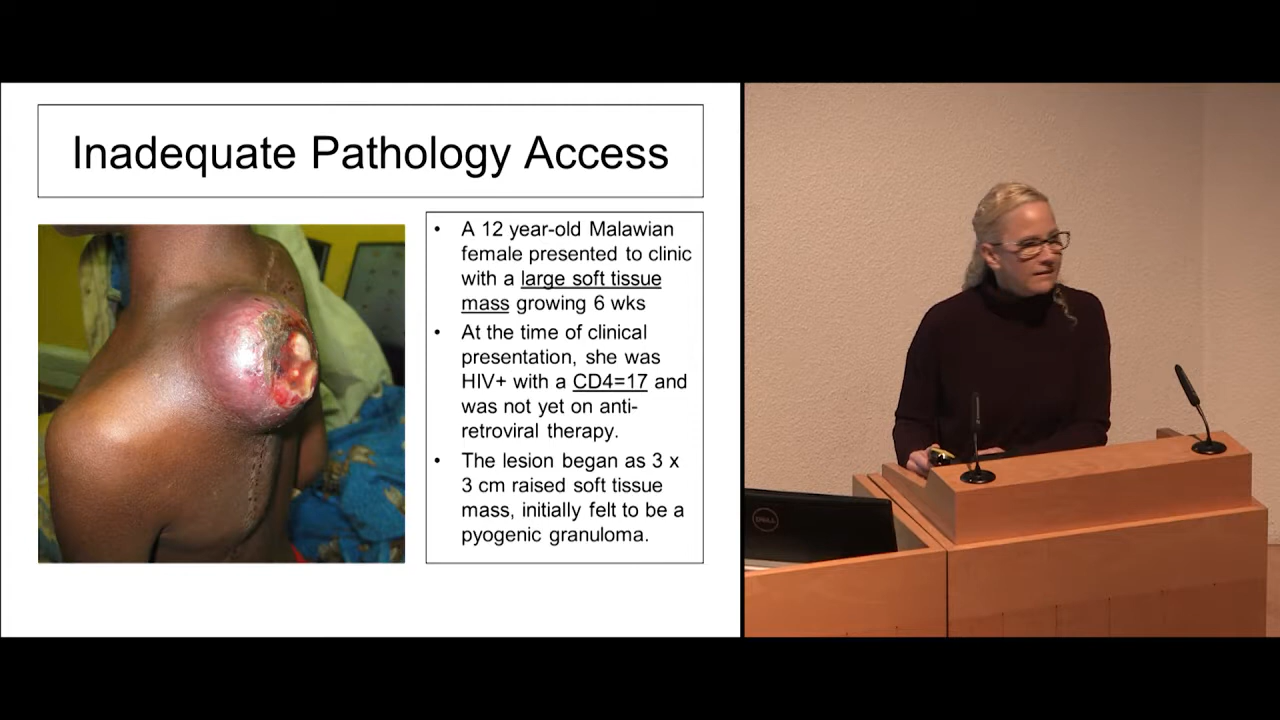 Inadequate Pathology Access
• A 12 year-old Malawian
female presented to clinic
with a large soft tissue
mass growing 6 wks
• At the time of clinical
presentation, she was
HIV+ with a CD4=17 and
was not yet on anti-
retroviral therapy.
• The lesion began as 3 x
3 cm raised soft tissue
mass, initially felt to be a
pyogenic granuloma.
DELL